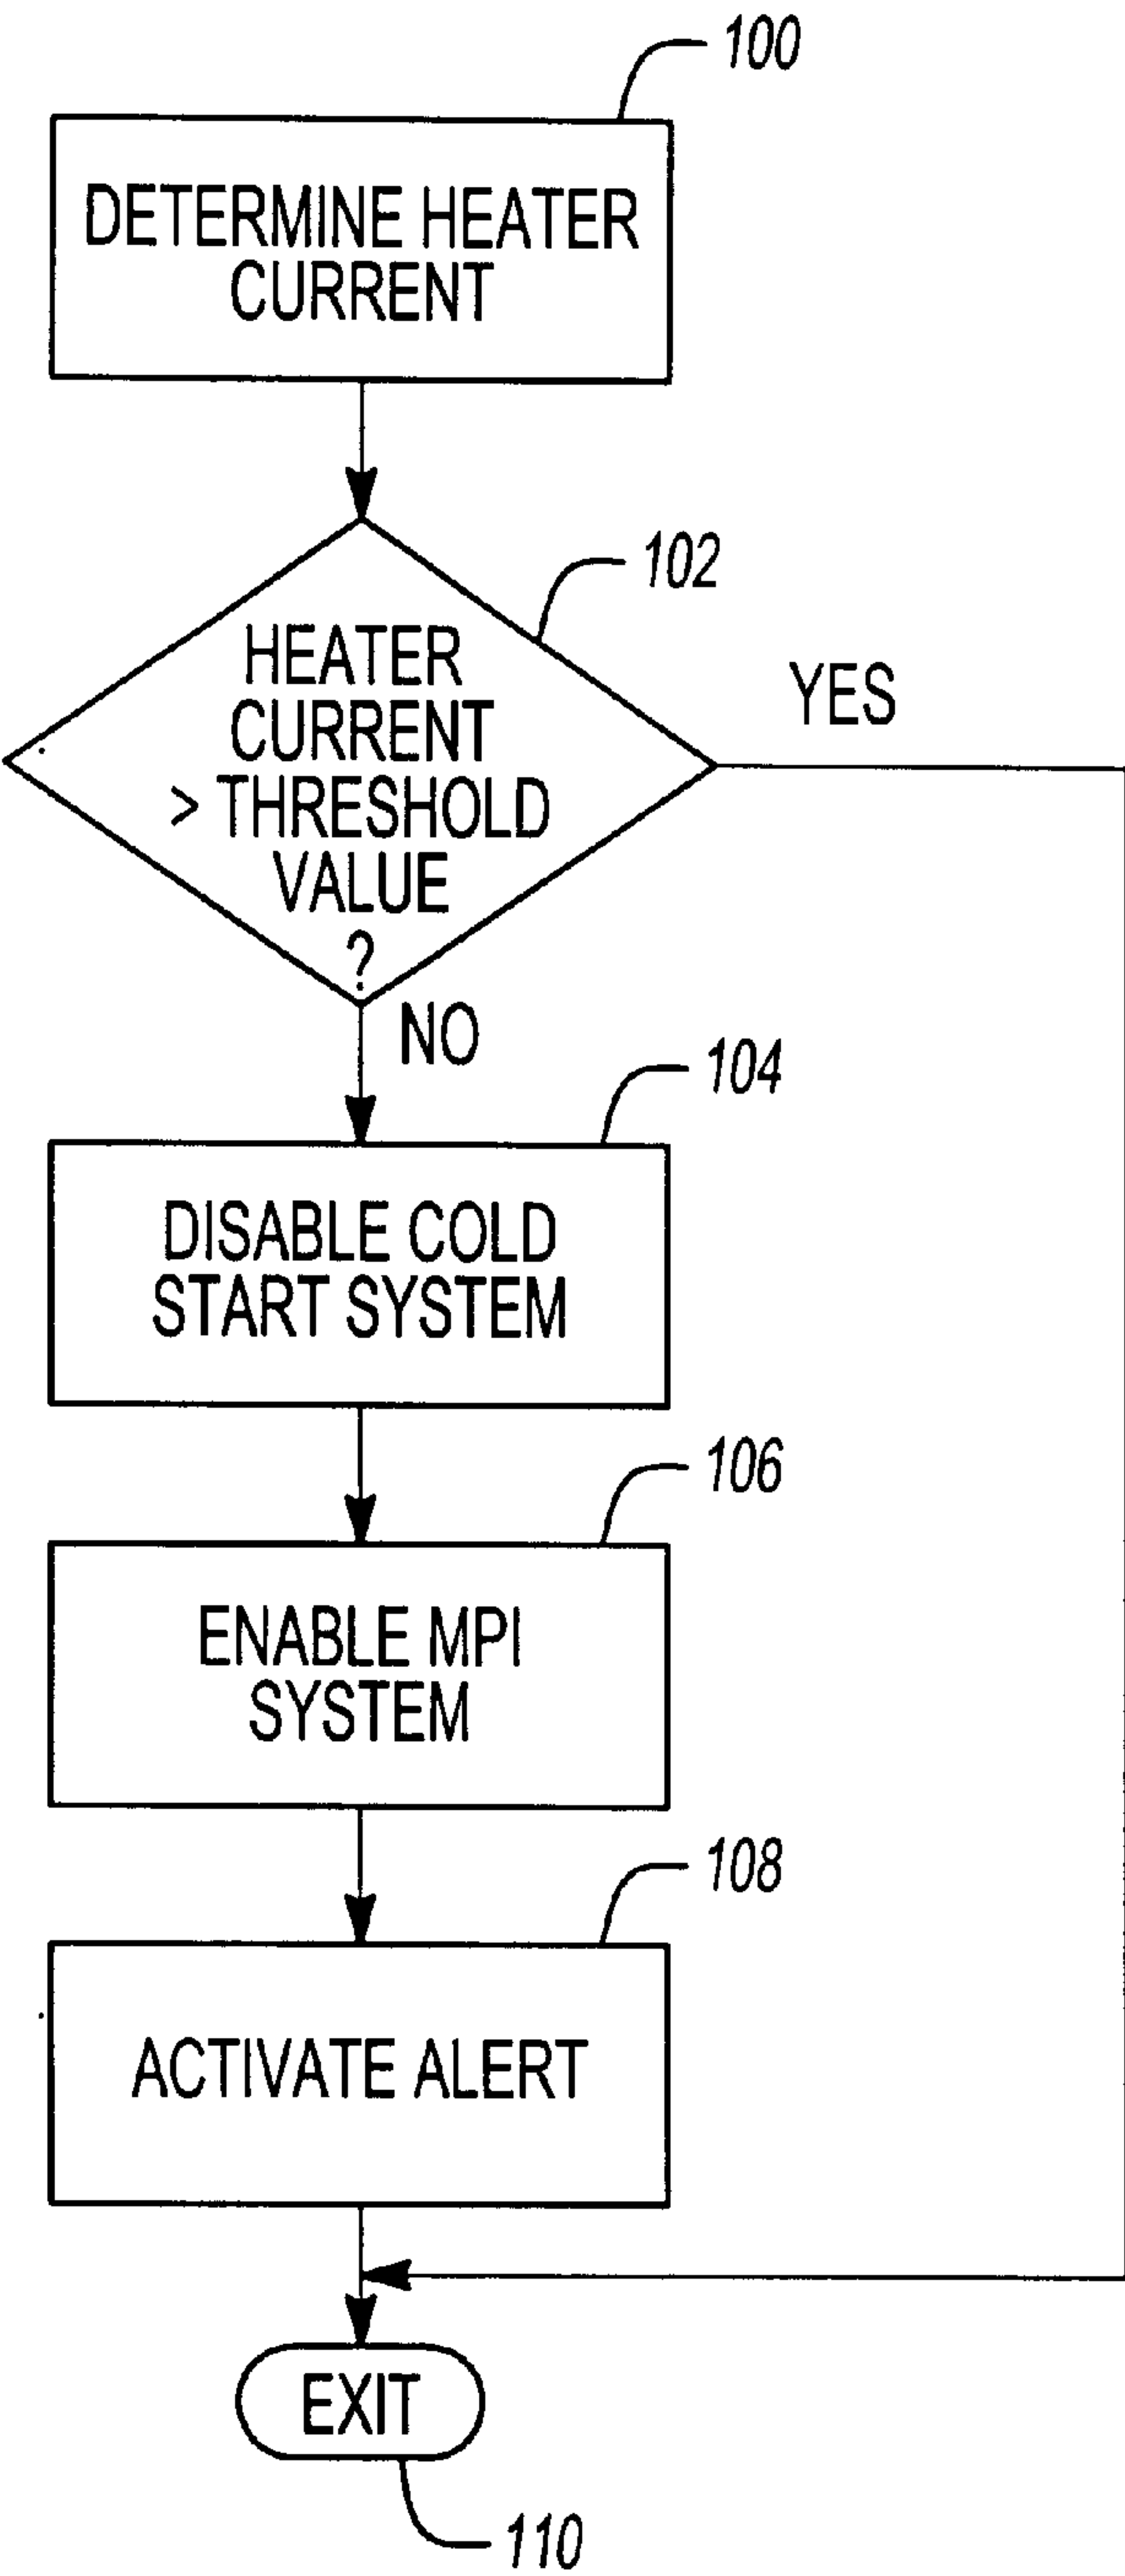 100
DETERMINE HEATER
CURRENT
102
HEATER
CURRENT
> THRESHOLD
VALUE
?
YES
NO
104
DISABLE COLD
START SYSTEM
106
ENABLE MPI
SYSTEM
108
ACTIVATE ALERT
EXIT
110